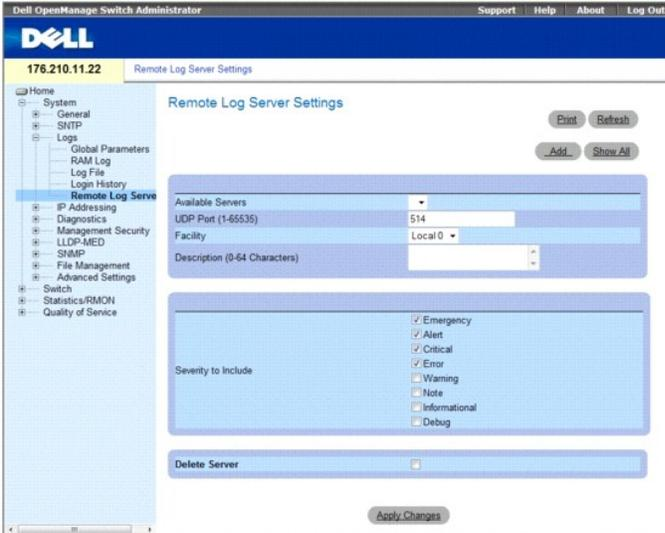 Dell OpenManage Switch Administrator
Support Help About Log Out
DELL
176.210.11.22
Remote Log Server Settings
Home
System
General
SNTP
Logs
Global Parameters
RAM Log
Log File
Login History
Remote Log Serve
IP Addressing
Diagnostics
Management Security
LLDP-MED
SNMP
File Management
Advanced Settings
Switch
Statistics/RMON
Quality of Service
Remote Log Server Settings
Print Refresh
Add Show All
Available Servers
UDP Port (1-65535) 514
Facility Local 0
Description (0-64 Characters)
Severity to Include
Emergency
Alert
Critical
Error
Warning
Note
Informational
Debug
Delete Server
Apply Changes